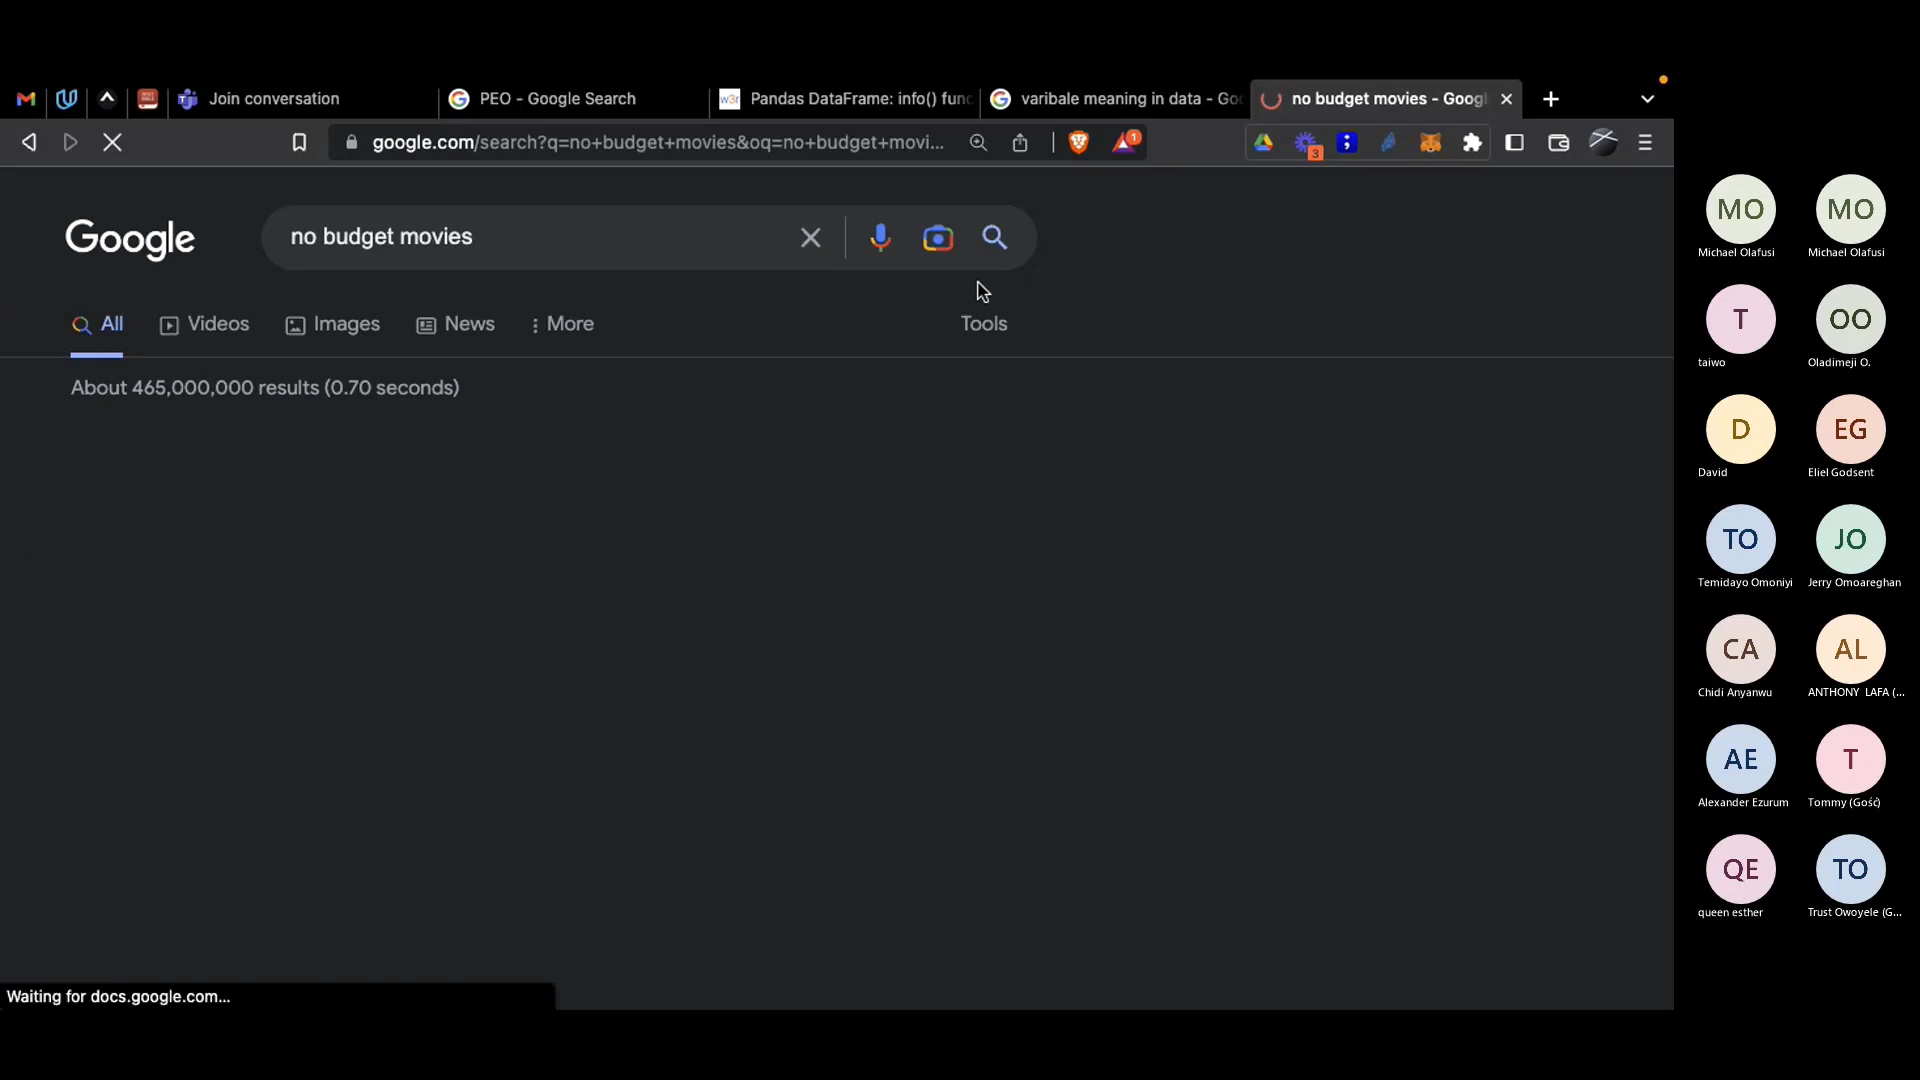 Join conversation
PEO - Google Search
w3r
Pandas DataFrame: info() func
varibale meaning in data - Goo
no budget movies - Googl
google.com/search?q=no+budget+movies&oq=no+budget+movi...
1
3
Google
no budget movies
All
Videos
Images
News
More
Tools
About 465,000,000 results (0.70 seconds)
Waiting for docs.google.com...
MO
MO
Michael Olafusi
Michael Olafusi
T
OO
taiwo
Oladimeji O.
D
EG
David
Eliel Godsent
TO
JO
Temidayo Omoniyi
Jerry Omoareghan
CA
AL
Chidi Anyanwu
ANTHONY LAFA (...
AE
T
Alexander Ezurum
Tommy (Gość)
QE
TO
queen esther
Trust Owoyele (G...